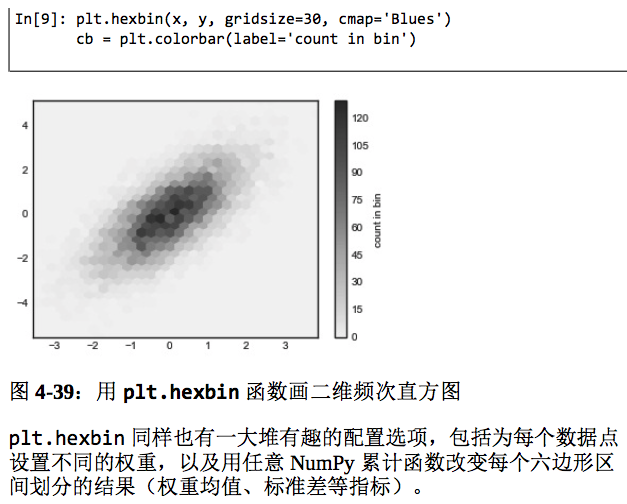 In[9]: plt.hexbin(x, y, gridsize=30, cmap='Blues')
cb = plt.colorbar(label='count in bin')
4
2
0
−2
−4
−3 −2 −1 0 1 2 3
120
105
90
75
60
45
30
15
0
count in bin
图 4-39：用 plt.hexbin 函数画二维频次直方图
plt.hexbin 同样也有一大堆有趣的配置选项，包括为每个数据点
设置不同的权重，以及用任意 NumPy 累计函数改变每个六边形区
间划分的结果（权重均值、标准差等指标）。